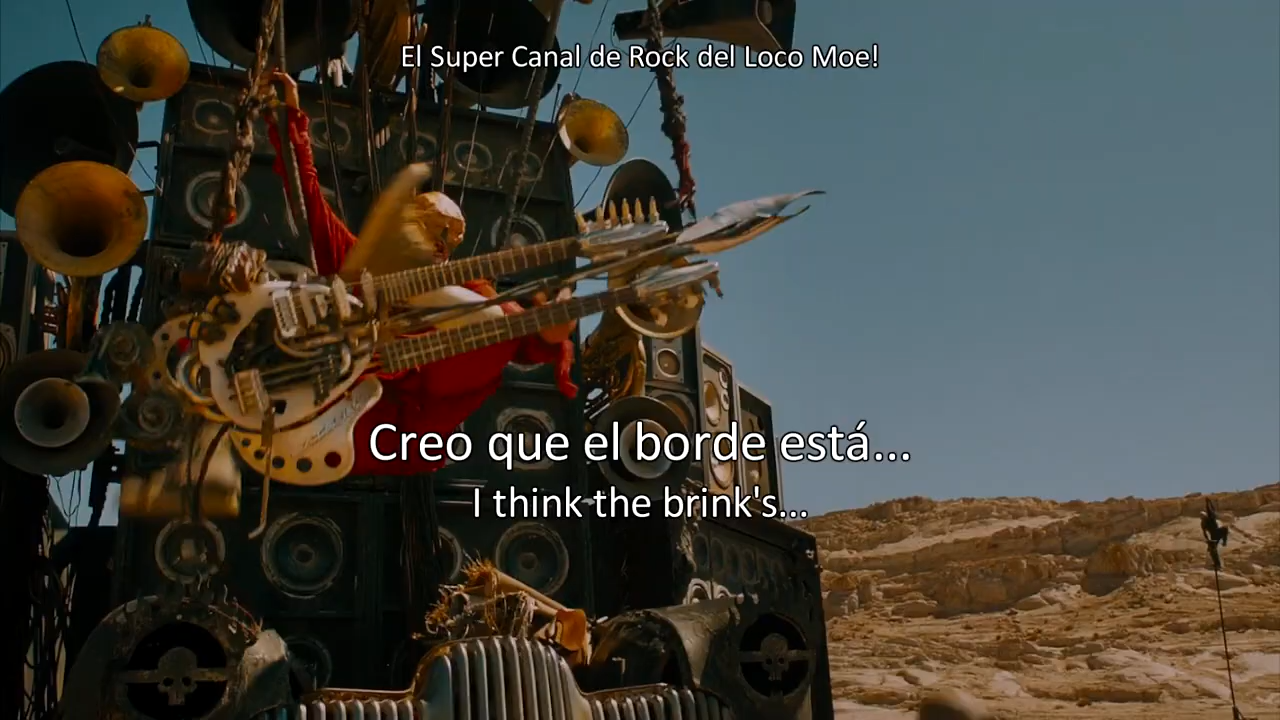 El Super Canal de Rock del Loco Moe!
Creo que el borde está...
I think the brink's...